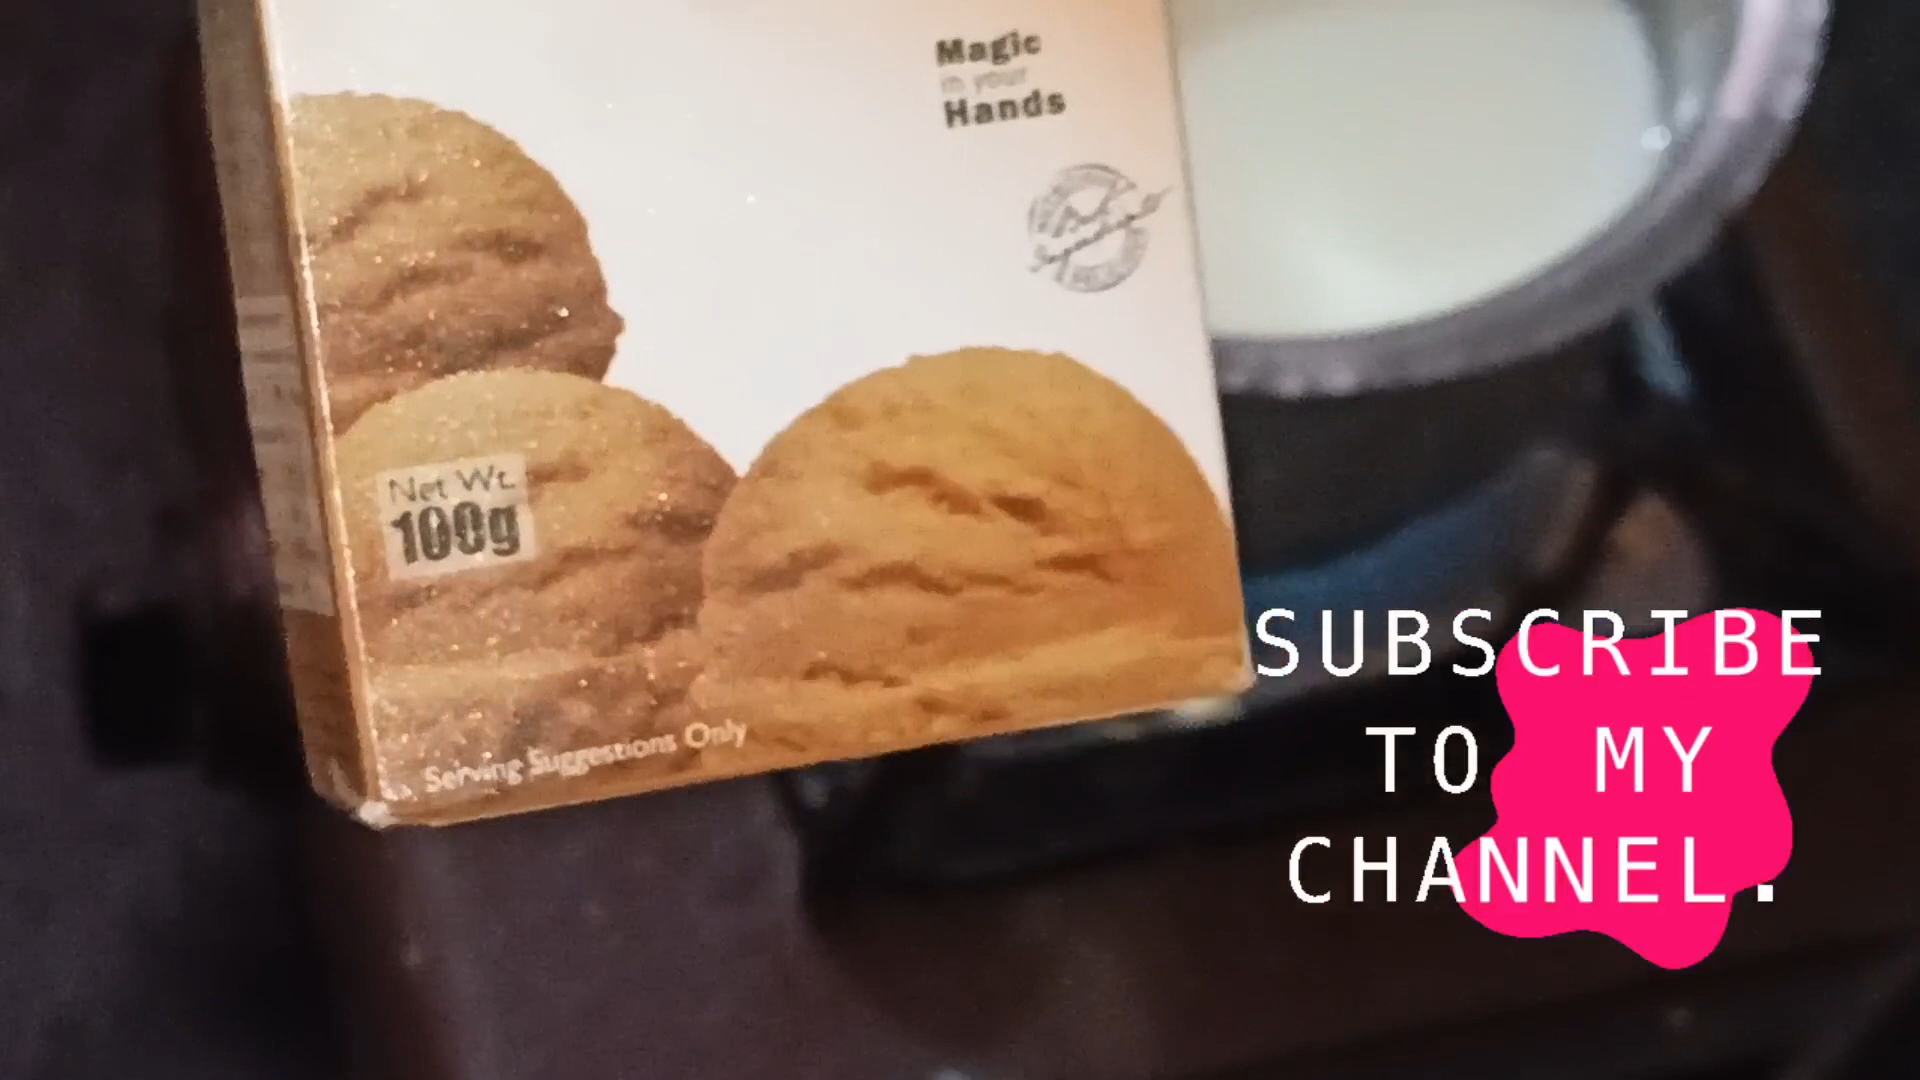 Magic
in your
Hands
Net Wt.
100g
Serving Suggestions Only
SUBSCRIBE
TO MY
CHANNEL.